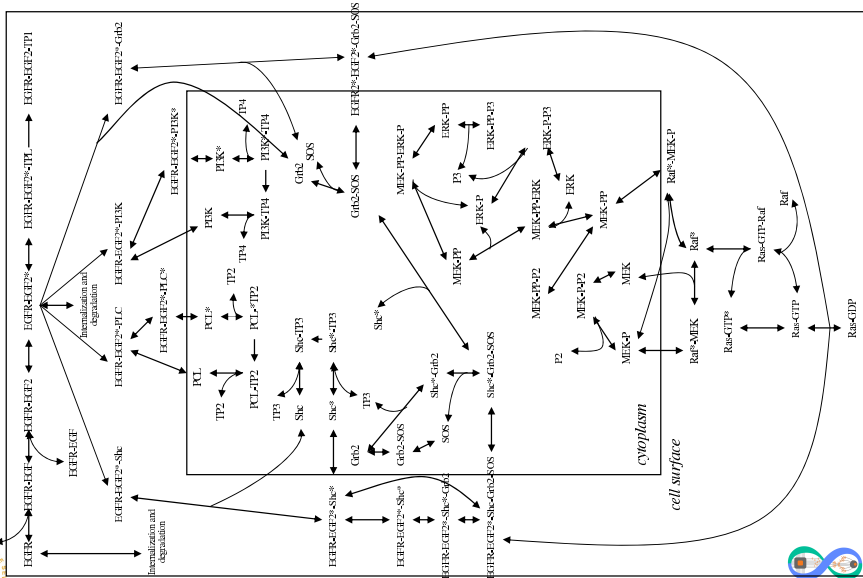 EGFR-EGF2-TP1
EGFR-EGF2*-TPL
EGFR-EGF2*
EGFR-EGF2
EGFR-EGF
EGFR
EGFR-EGF
EGFR-EGF2*-Grb2
EGFR-EGF2*-PI3K
Internalization and
degradation
EGFR-EGF2*-PLC
EGFR-EGF2*-Shc
Internalization and
degradation
EGFR-EGF2*-PI3K*
EGFR-EGF2*-PLC*
PI3K*
PI3K
PCL*
PCL
TP4
PI3K*-TP4
PI3K-TP4
TP4
TP2
PCL-*TP2
PCL-TP2
TP2
Grb2
SOS
Shc-TP3
Shc*-TP3
TP3
Shc
Shc*
TP3
EGFR2*-EGF2*-Grb2-SOS
Grb2-SOS
Shc*
Grb2
Grb2-SOS
SOS
Shc*-Grb2
Shc*-Grb2-SOS
EGFR-EGF2*-Shc*
EGFR-EGF2*-Shc*
EGFR-EGF2*-Shc*-Grb2
EGFR-EGF2*-Shc-Grb2-SOS
MEK-PP-ERK-P
ERK-PP
ERK-PP-P3
P3
ERK-P
MEK-PP
ERK-P-P3
MEK-PP-ERK
ERK
MEK-PP
MEK-PP-P2
MEK-P-P2
MEK
P2
MEK-P
Raf*-MEK-P
Raf*
Raf*-MEK
Ras-GTP-Raf
Raf
Ras-GTP*
Ras-GTP
Ras-GDP
cytoplasm
cell surface